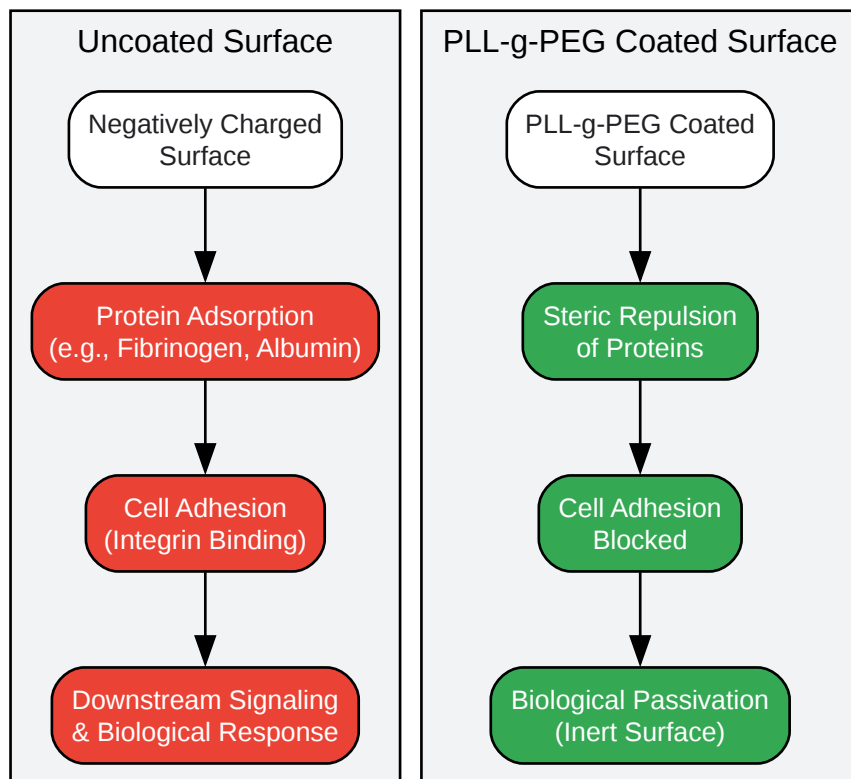 Uncoated Surface
Negatively Charged
Surface
Protein Adsorption
(e.g., Fibrinogen, Albumin)
Cell Adhesion
(Integrin Binding)
Downstream Signaling
& Biological Response
PLL-g-PEG Coated Surface
PLL-g-PEG Coated
Surface
Steric Repulsion
of Proteins
Cell Adhesion
Blocked
Biological Passivation
(Inert Surface)